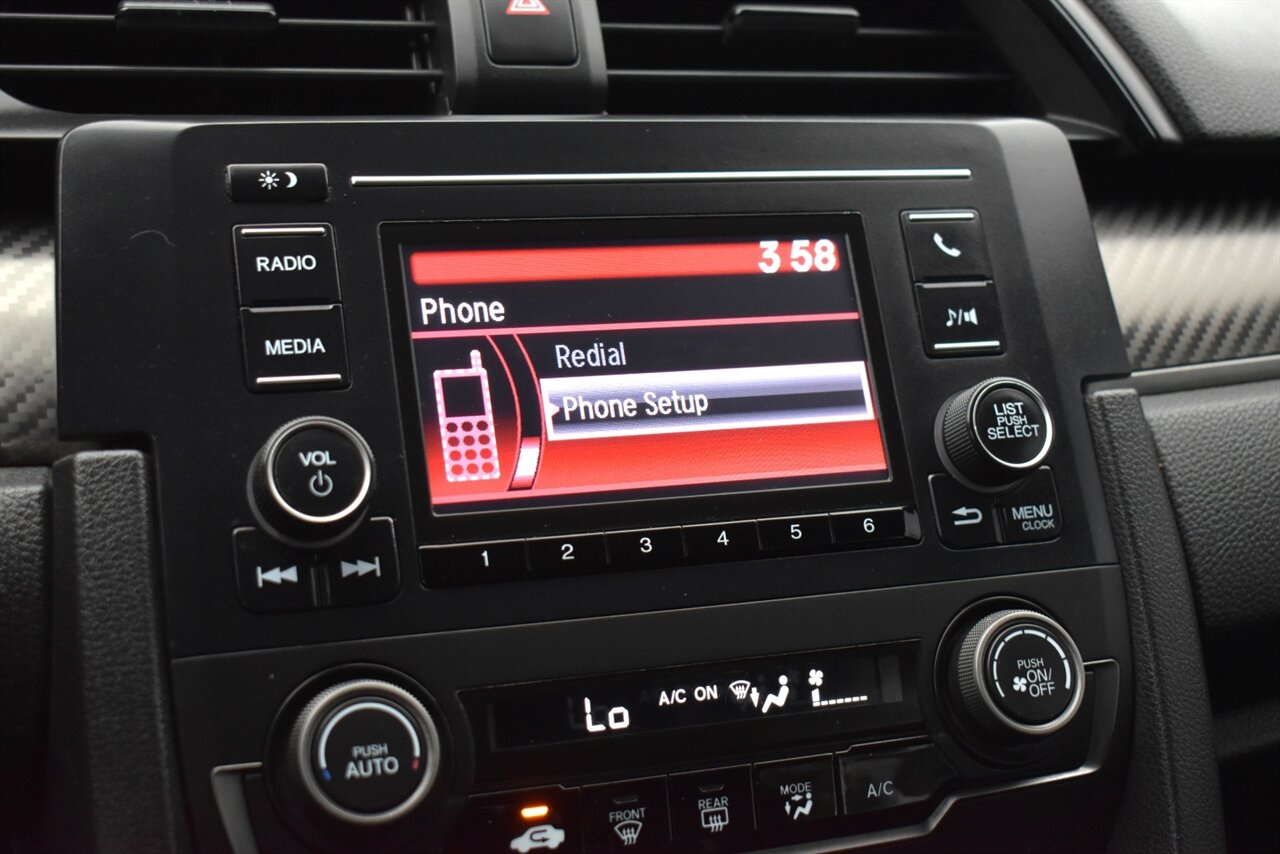 RADIO
MEDIA
VOL
3 58
Phone
Redial
Phone Setup
LIST
PUSH
SELECT
MENU
CLOCK
1 2 3 4 5 6
Lo
A/C ON
PUSH
AUTO
PUSH
ON/
OFF
FRONT
REAR
MODE
A/C